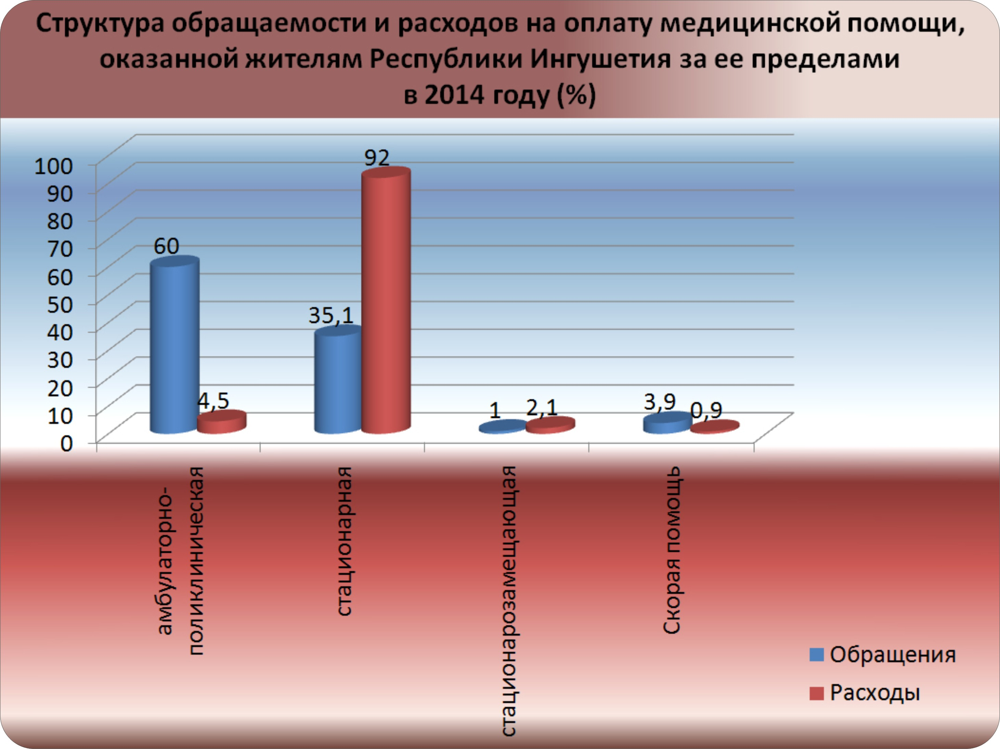 Структура обращаемости и расходов на оплату медицинской помощи,
оказанной жителям Республики Ингушетия за ее пределами
в 2014 году (%)
100
90
80
70
60
50
40
30
20
10
0
60
4,5
35,1
92
1
2,1
3,9
0,9
амбулаторно-
поликлиническая
стационарная
стационарозамещающая
Скорая помощь
Обращения
Расходы